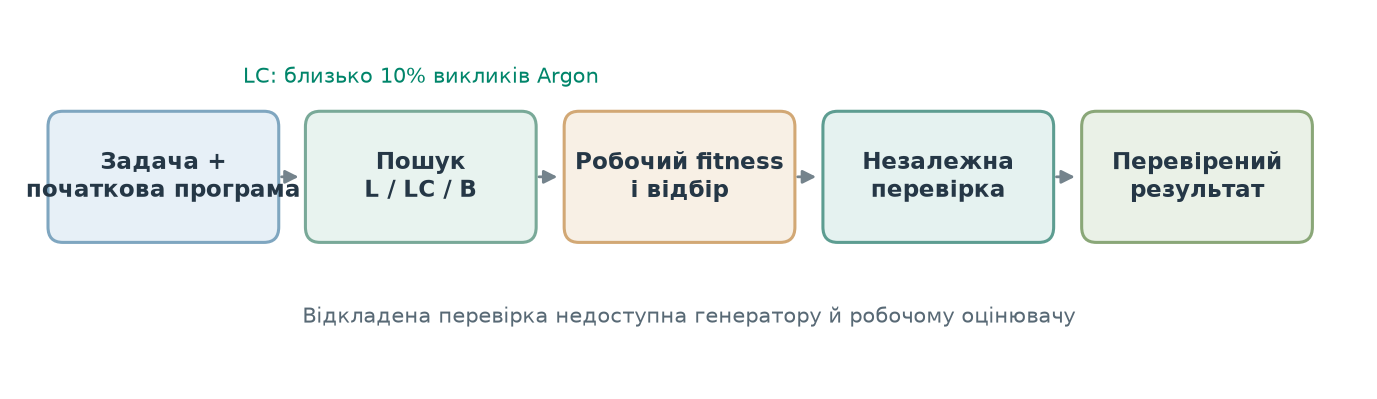 LC: близько 10% викликів Argon
Задача +
початкова програма
Пошук
L / LC / B
Робочий fitness
і відбір
Незалежна
перевірка
Перевірений
результат
Відкладена перевірка недоступна генератору й робочому оцінювачу